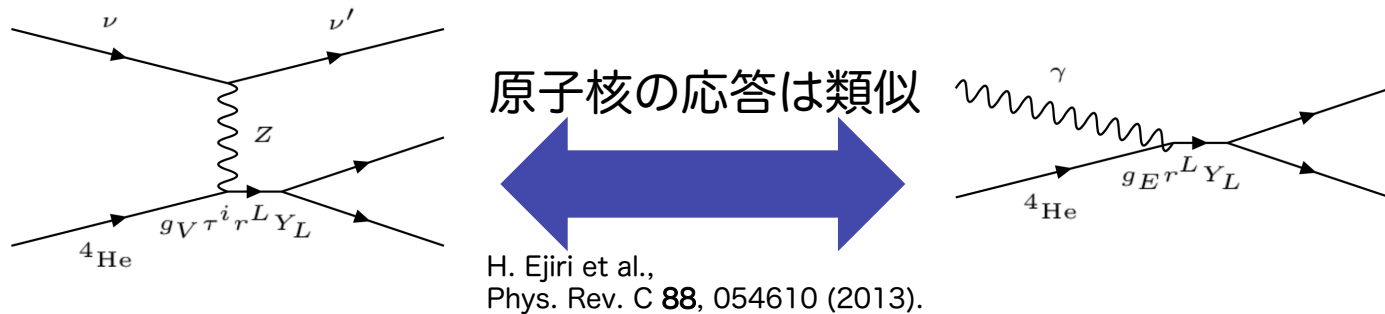 ν
ν′
Z
g_V τ^i r^L Y_L
⁴He
原子核の応答は類似
H. Ejiri et al.,
Phys. Rev. C 88, 054610 (2013).
γ
g_E r^L Y_L
⁴He